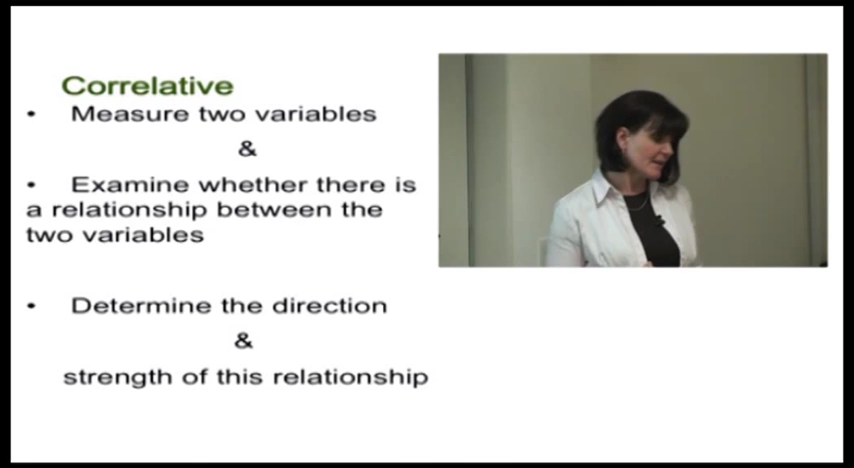 Correlative
• Measure two variables
&
• Examine whether there is
a relationship between the
two variables
• Determine the direction
&
strength of this relationship